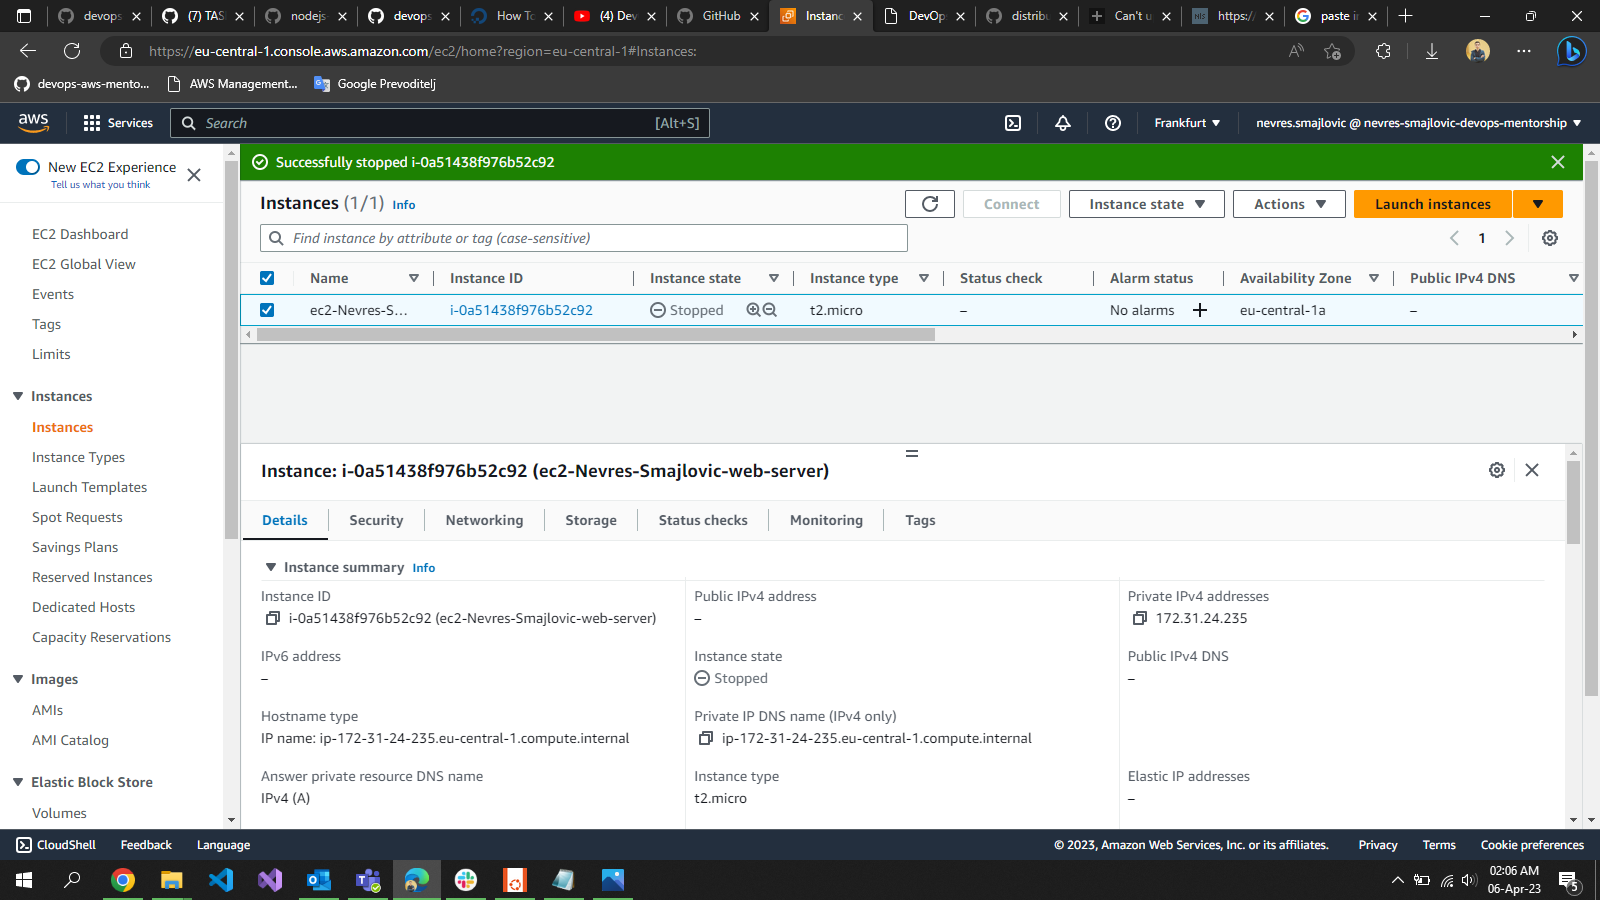 devops
(7) TAS
nodejs-
devops
How To
(4) Dev
GitHub
Instanc
DevOp
distribu
Can't u
https:/
paste in
https://eu-central-1.console.aws.amazon.com/ec2/home?region=eu-central-1#Instances:
devops-aws-mento...
AWS Management...
Google Prevoditelj
aws
Services
Search
[Alt+S]
Frankfurt
nevres.smajlovic @ nevres-smajlovic-devops-mentorship
New EC2 Experience
Tell us what you think
EC2 Dashboard
EC2 Global View
Events
Tags
Limits
Instances
Instances
Instance Types
Launch Templates
Spot Requests
Savings Plans
Reserved Instances
Dedicated Hosts
Capacity Reservations
Images
AMIs
AMI Catalog
Elastic Block Store
Volumes
Successfully stopped i-0a51438f976b52c92
Instances (1/1) Info
Connect
Instance state
Actions
Launch instances
Find instance by attribute or tag (case-sensitive)
1
Name
Instance ID
Instance state
Instance type
Status check
Alarm status
Availability Zone
Public IPv4 DNS
ec2-Nevres-S...
i-0a51438f976b52c92
Stopped
t2.micro
–
No alarms
eu-central-1a
–
Instance: i-0a51438f976b52c92 (ec2-Nevres-Smajlovic-web-server)
Details
Security
Networking
Storage
Status checks
Monitoring
Tags
Instance summary Info
Instance ID
i-0a51438f976b52c92 (ec2-Nevres-Smajlovic-web-server)
Public IPv4 address
–
Private IPv4 addresses
172.31.24.235
IPv6 address
–
Instance state
Stopped
Public IPv4 DNS
–
Hostname type
IP name: ip-172-31-24-235.eu-central-1.compute.internal
Private IP DNS name (IPv4 only)
ip-172-31-24-235.eu-central-1.compute.internal
Answer private resource DNS name
IPv4 (A)
Instance type
t2.micro
Elastic IP addresses
–
CloudShell
Feedback
Language
© 2023, Amazon Web Services, Inc. or its affiliates.
Privacy
Terms
Cookie preferences
02:06 AM
06-Apr-23
5